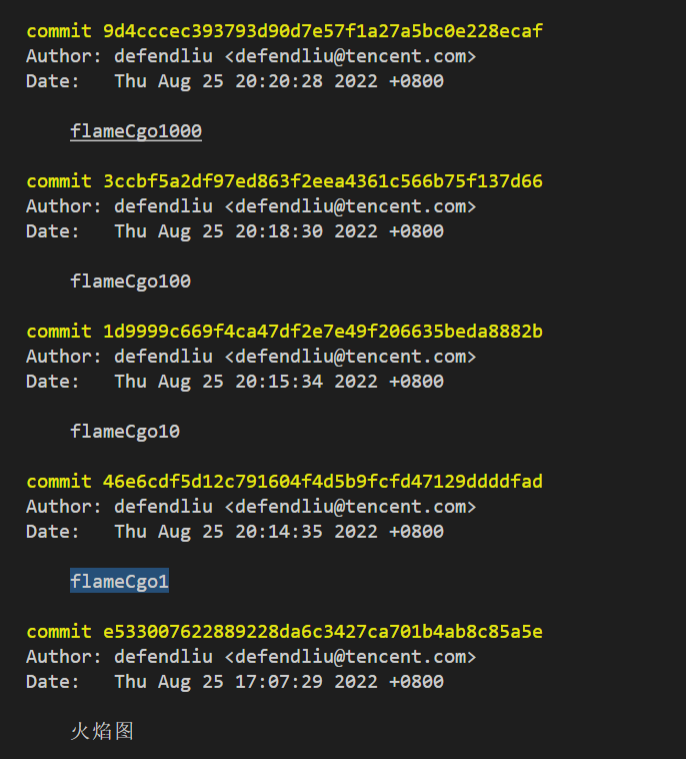 commit 9d4cccec393793d90d7e57f1a27a5bc0e228ecaf
Author: defendliu <defendliu@tencent.com>
Date:   Thu Aug 25 20:20:28 2022 +0800
flameCgo1000
commit 3ccbf5a2df97ed863f2eea4361c566b75f137d66
Author: defendliu <defendliu@tencent.com>
Date:   Thu Aug 25 20:18:30 2022 +0800
flameCgo100
commit 1d9999c669f4ca47df2e7e49f206635beda8882b
Author: defendliu <defendliu@tencent.com>
Date:   Thu Aug 25 20:15:34 2022 +0800
flameCgo10
commit 46e6cdf5d12c791604f4d5b9fcfd47129ddddfad
Author: defendliu <defendliu@tencent.com>
Date:   Thu Aug 25 20:14:35 2022 +0800
flameCgo1
commit e533007622889228da6c3427ca701b4ab8c85a5e
Author: defendliu <defendliu@tencent.com>
Date:   Thu Aug 25 17:07:29 2022 +0800
火焰图